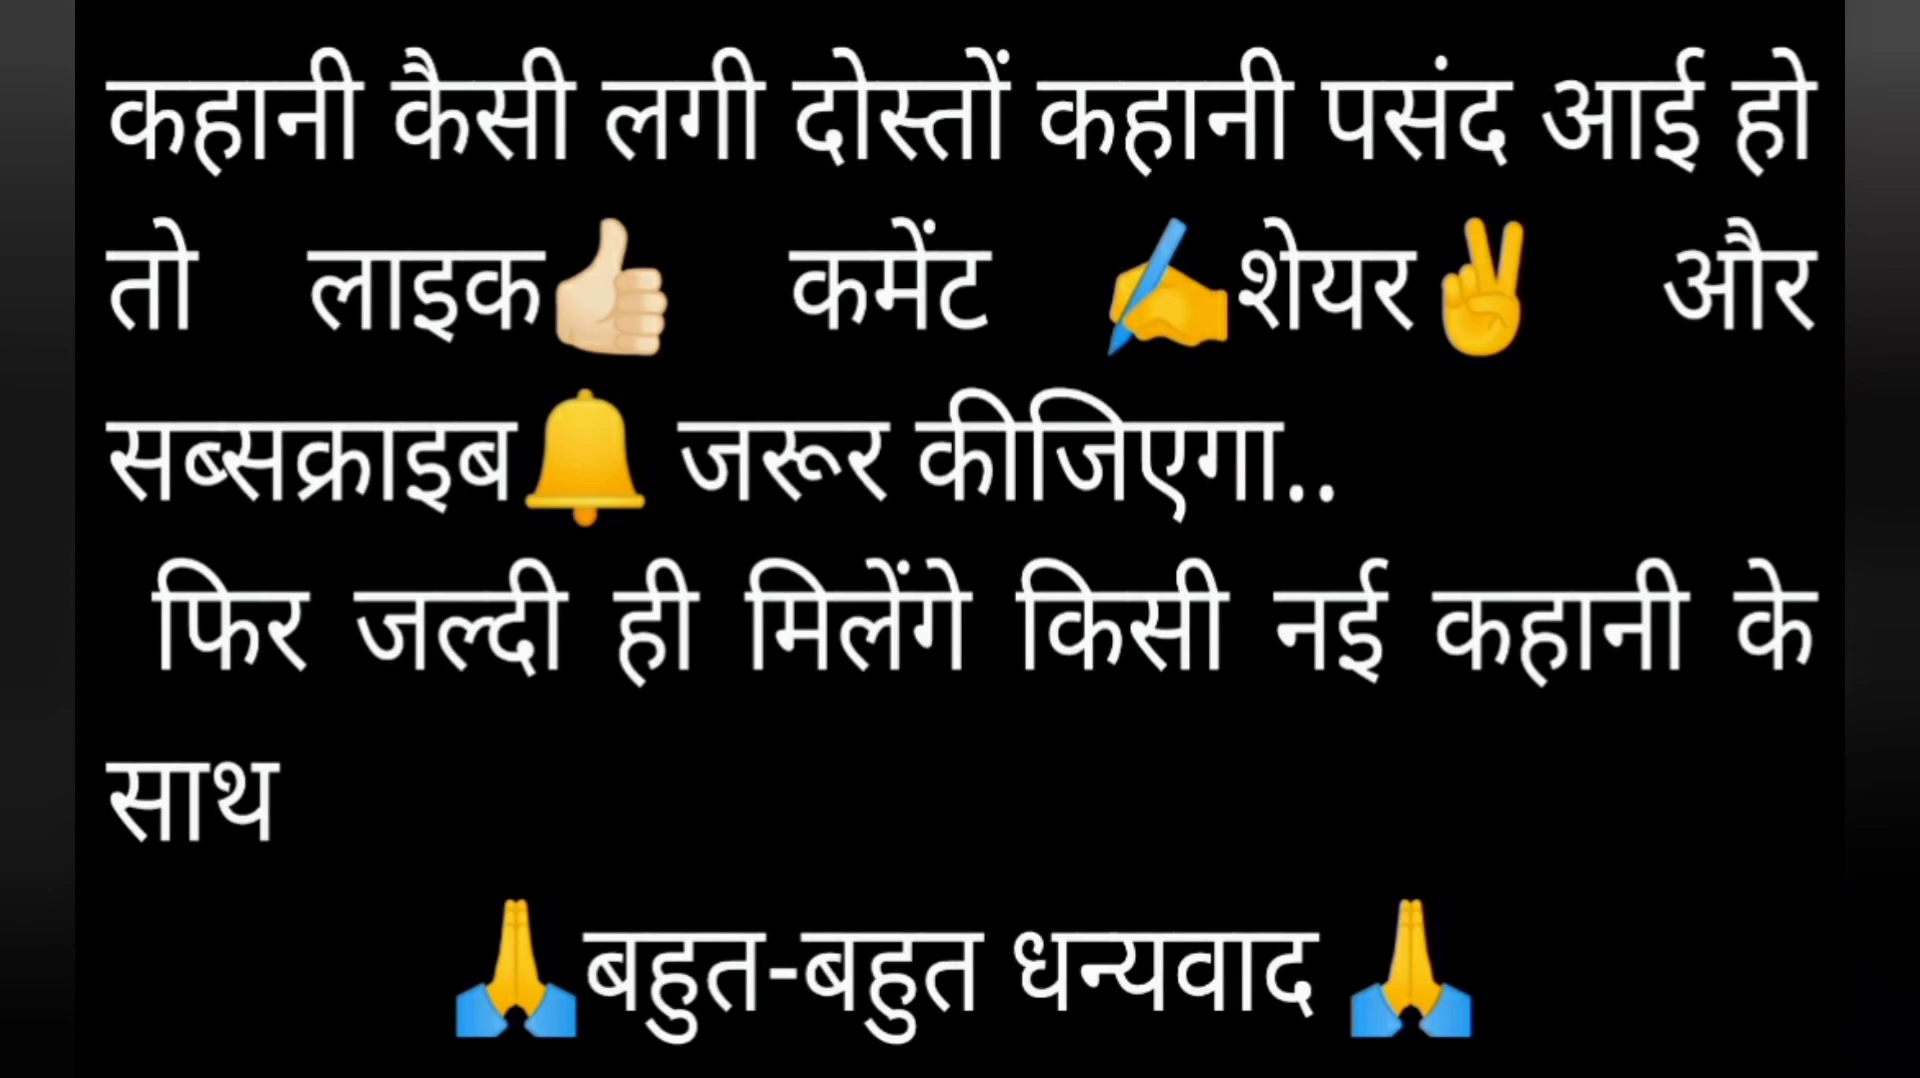 कहानी कैसी लगी दोस्तों कहानी पसंद आई हो
तो लाइक👍🏻 कमेंट ✍️शेयर✌️ और
सब्सक्राइब🔔 जरूर कीजिएगा..
फिर जल्दी ही मिलेंगे किसी नई कहानी के
साथ
🙏बहुत-बहुत धन्यवाद 🙏